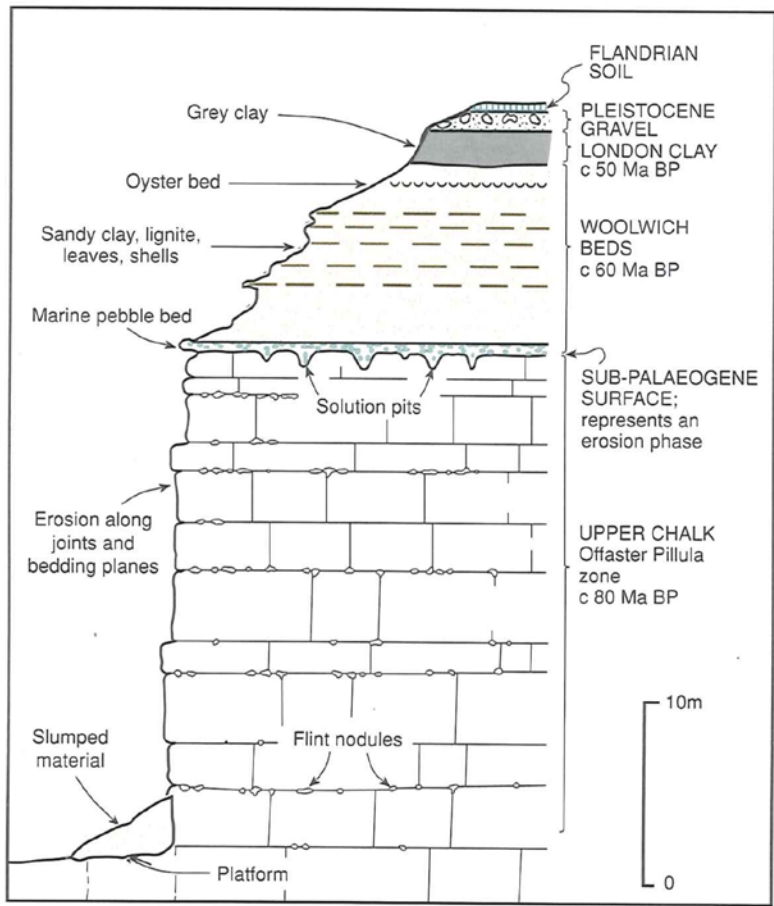 FLANDRIAN
SOIL
Grey clay
PLEISTOCENE
GRAVEL
LONDON CLAY
c 50 Ma BP
Oyster bed
Sandy clay, lignite,
leaves, shells
WOOLWICH
BEDS
c 60 Ma BP
Marine pebble bed
Solution pits
SUB-PALAEOGENE
SURFACE;
represents an
erosion phase
Erosion along
joints and
bedding planes
UPPER CHALK
Offaster Pillula
zone
c 80 Ma BP
10m
Slumped
material
Flint nodules
Platform
0